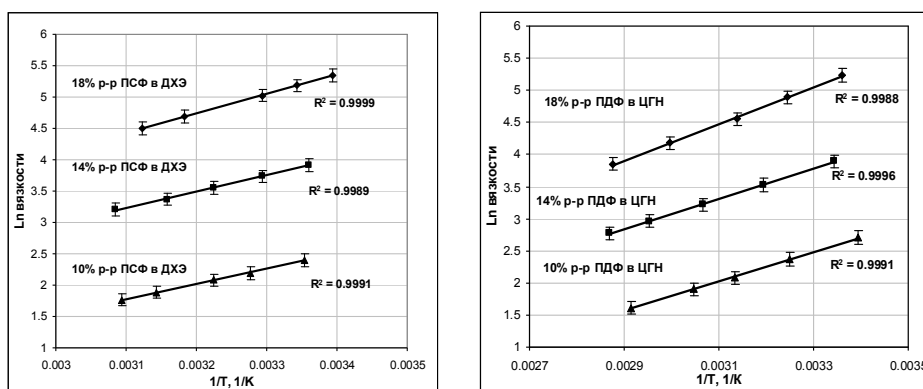 6
5.5
5
4.5
4
3.5
3
2.5
2
1.5
1
Ln вязкости
18% р-р ПСФ в ДХЭ
R² = 0.9999
14% р-р ПСФ в ДХЭ
R² = 0.9989
10% р-р ПСФ в ДХЭ
R² = 0.9991
0.003 0.0031 0.0032 0.0033 0.0034 0.0035
1/T, 1/K
6
5.5
5
4.5
4
3.5
3
2.5
2
1.5
1
Ln вязкости
18% р-р ПДФ в ЦГН
R² = 0.9988
14% р-р ПДФ в ЦГН
R² = 0.9996
10% р-р ПДФ в ЦГН
R² = 0.9991
0.0027 0.0029 0.0031 0.0033 0.0035
1/T, 1/К